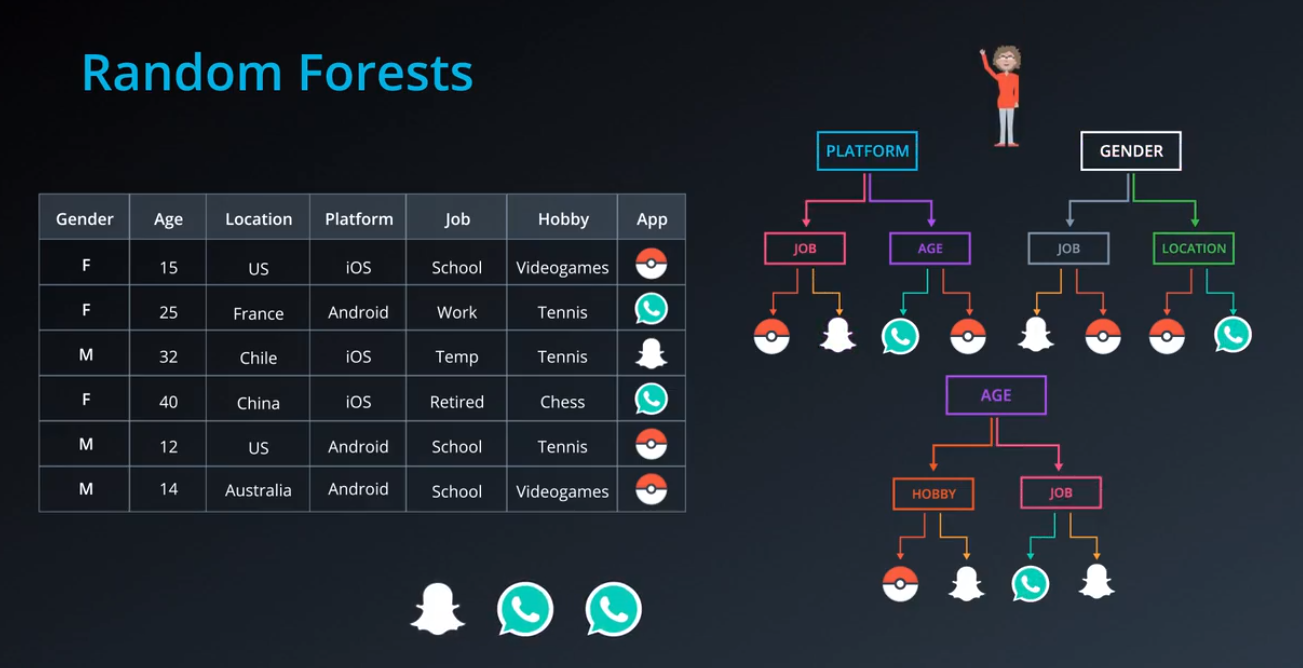 Random Forests
Gender Age Location Platform Job Hobby App
F 15 US iOS School Videogames
F 25 France Android Work Tennis
M 32 Chile iOS Temp Tennis
F 40 China iOS Retired Chess
M 12 US Android School Tennis
M 14 Australia Android School Videogames
PLATFORM
GENDER
JOB
AGE
JOB
LOCATION
AGE
HOBBY
JOB